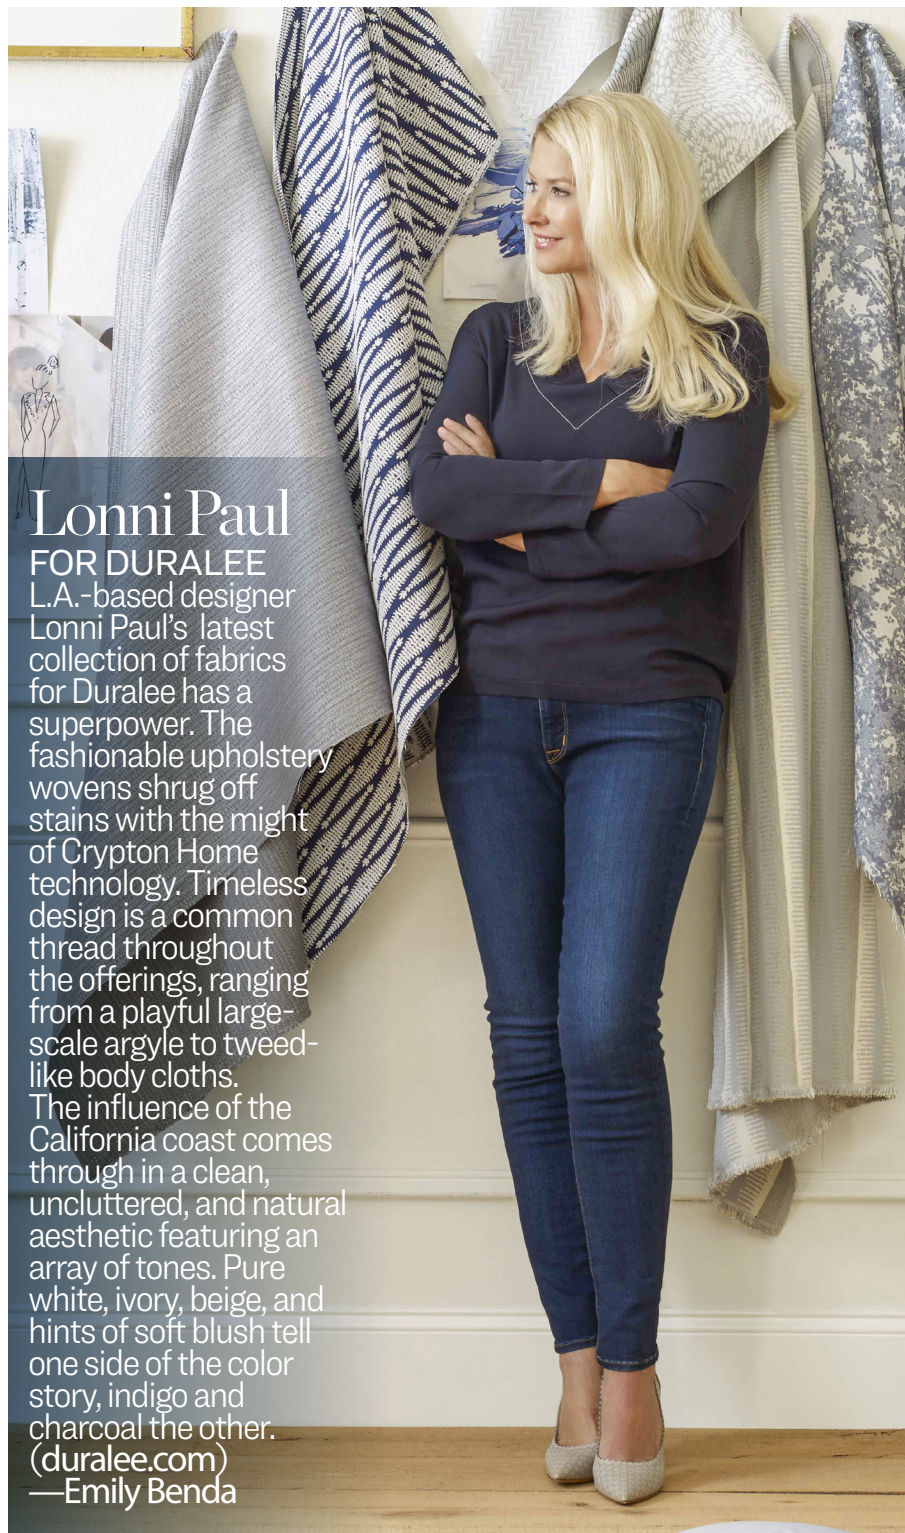 Lonni Paul
FOR DURALEE
L.A.-based designer
Lonni Paul’s latest
collection of fabrics
for Duralee has a
superpower. The
fashionable upholstery
wovens shrug off
stains with the might
of Crypton Home
technology. Timeless
design is a common
thread throughout
the offerings, ranging
from a playful large-
scale argyle to tweed-
like body cloths.
The influence of the
California coast comes
through in a clean,
uncluttered, and natural
aesthetic featuring an
array of tones. Pure
white, ivory, beige, and
hints of soft blush tell
one side of the color
story, indigo and
charcoal the other.
(duralee.com)
—Emily Benda